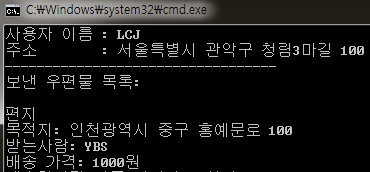 C:\Windows\system32\cmd.exe
사용자 이름 : LCJ
주소 : 서울특별시 관악구 청림3마길 100
----------------------------------
보낸 우편물 목록:
편지
목적지: 인천광역시 중구 홍예문로 100
받는사람: YBS
배송 가격: 1000원